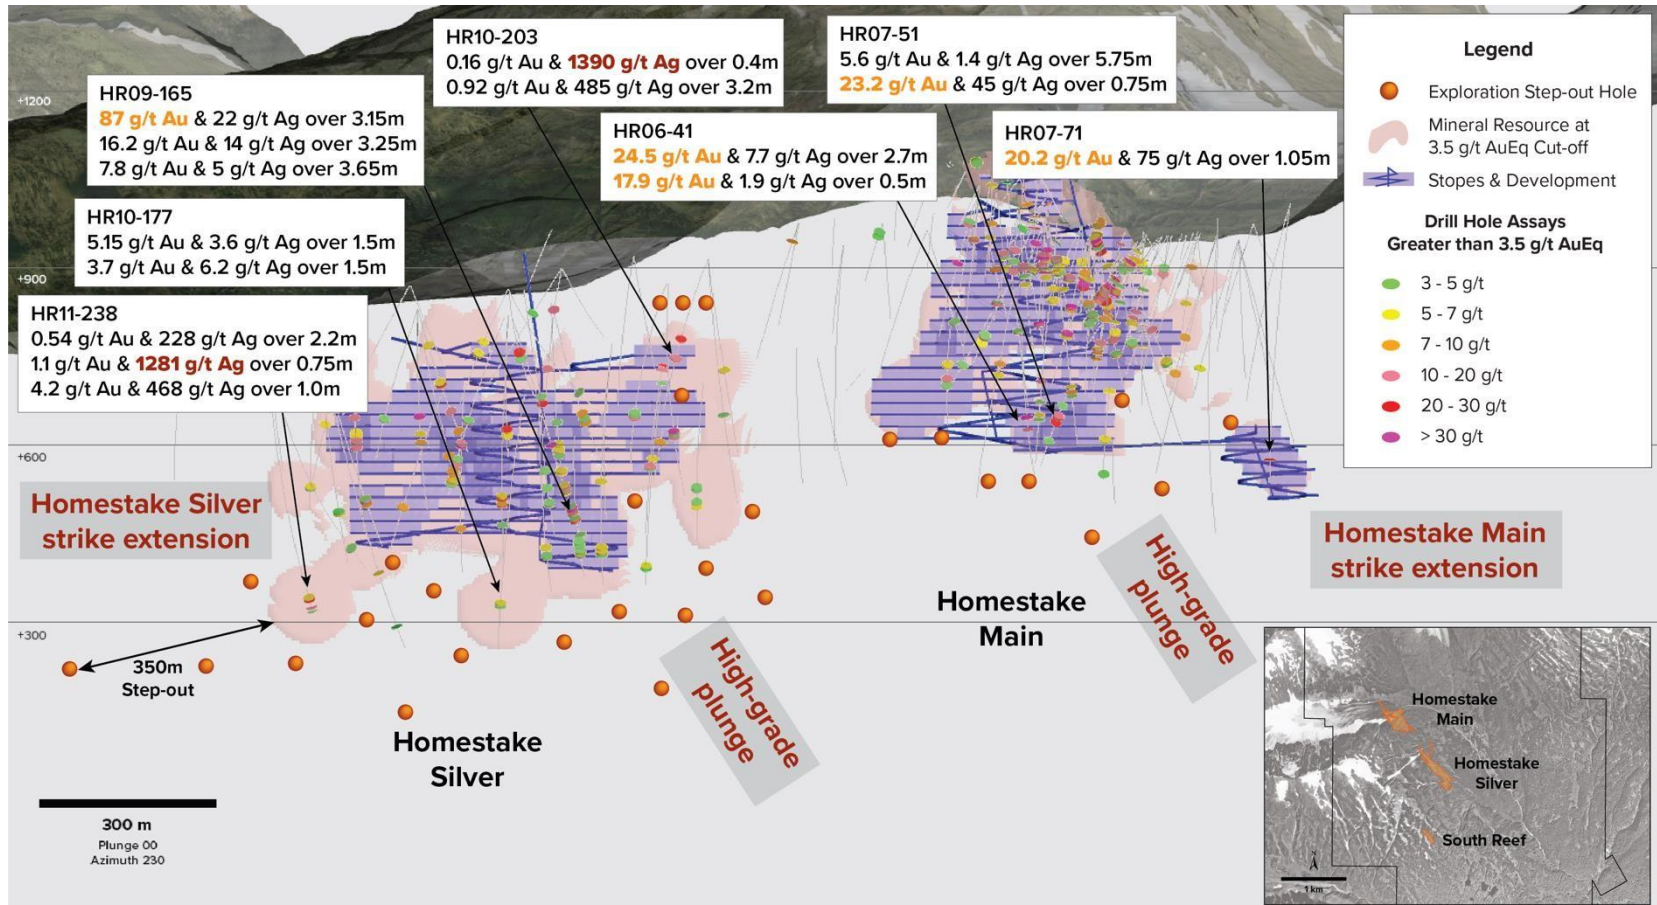 HR10-203
0.16 g/t Au & 1390 g/t Ag over 0.4m
0.92 g/t Au & 485 g/t Ag over 3.2m
HR07-51
5.6 g/t Au & 1.4 g/t Ag over 5.75m
23.2 g/t Au & 45 g/t Ag over 0.75m
HR09-165
87 g/t Au & 22 g/t Ag over 3.15m
16.2 g/t Au & 14 g/t Ag over 3.25m
7.8 g/t Au & 5 g/t Ag over 3.65m
HR06-41
24.5 g/t Au & 7.7 g/t Ag over 2.7m
17.9 g/t Au & 1.9 g/t Ag over 0.5m
HR07-71
20.2 g/t Au & 75 g/t Ag over 1.05m
HR10-177
5.15 g/t Au & 3.6 g/t Ag over 1.5m
3.7 g/t Au & 6.2 g/t Ag over 1.5m
HR11-238
0.54 g/t Au & 228 g/t Ag over 2.2m
1.1 g/t Au & 1281 g/t Ag over 0.75m
4.2 g/t Au & 468 g/t Ag over 1.0m
Legend
Exploration Step-out Hole
Mineral Resource at
3.5 g/t AuEq Cut-off
Stopes & Development
Drill Hole Assays
Greater than 3.5 g/t AuEq
3 - 5 g/t
5 - 7 g/t
7 - 10 g/t
10 - 20 g/t
20 - 30 g/t
> 30 g/t
+1200
+900
+600
+300
Homestake Silver
strike extension
350m
Step-out
Homestake
Silver
High-grade
plunge
Homestake
Main
High-grade
plunge
Homestake Main
strike extension
300 m
Plunge 00
Azimuth 230
Homestake
Main
Homestake
Silver
South Reef
N
1 km